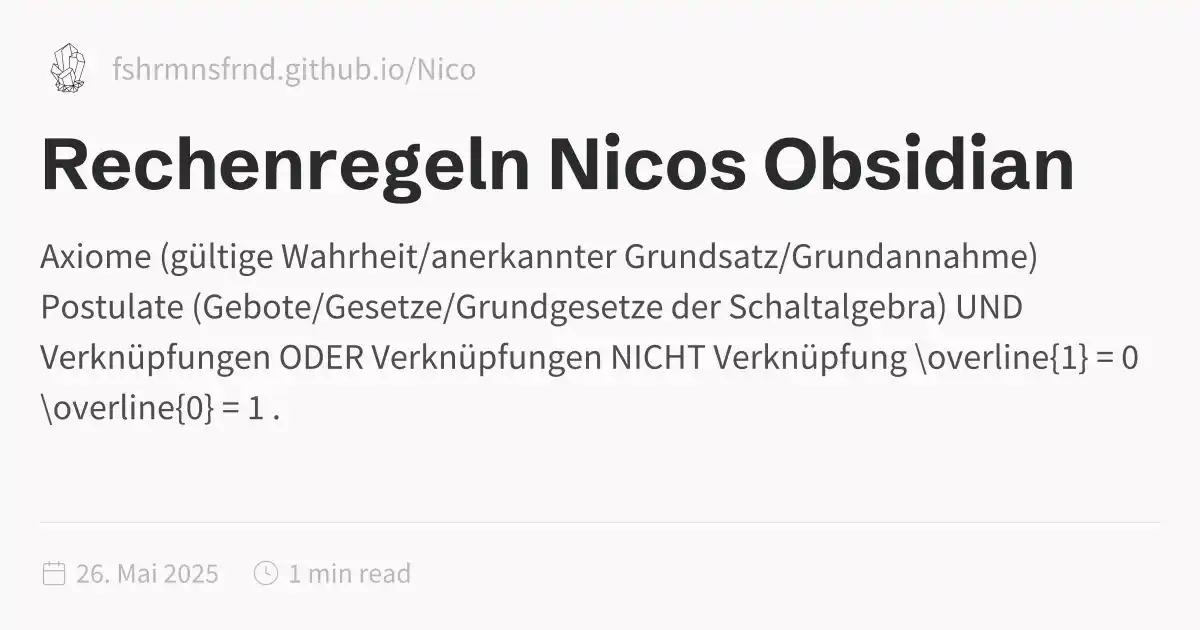 fshrmnsfrnd.github.io/Nico
Rechenregeln Nicos Obsidian
Axiome (gültige Wahrheit/anerkannter Grundsatz/Grundannahme)
Postulate (Gebote/Gesetze/Grundgesetze der Schaltalgebra) UND
Verknüpfungen ODER Verknüpfungen NICHT Verknüpfung \overline{1} = 0
\overline{0} = 1 .
26. Mai 2025 1 min read